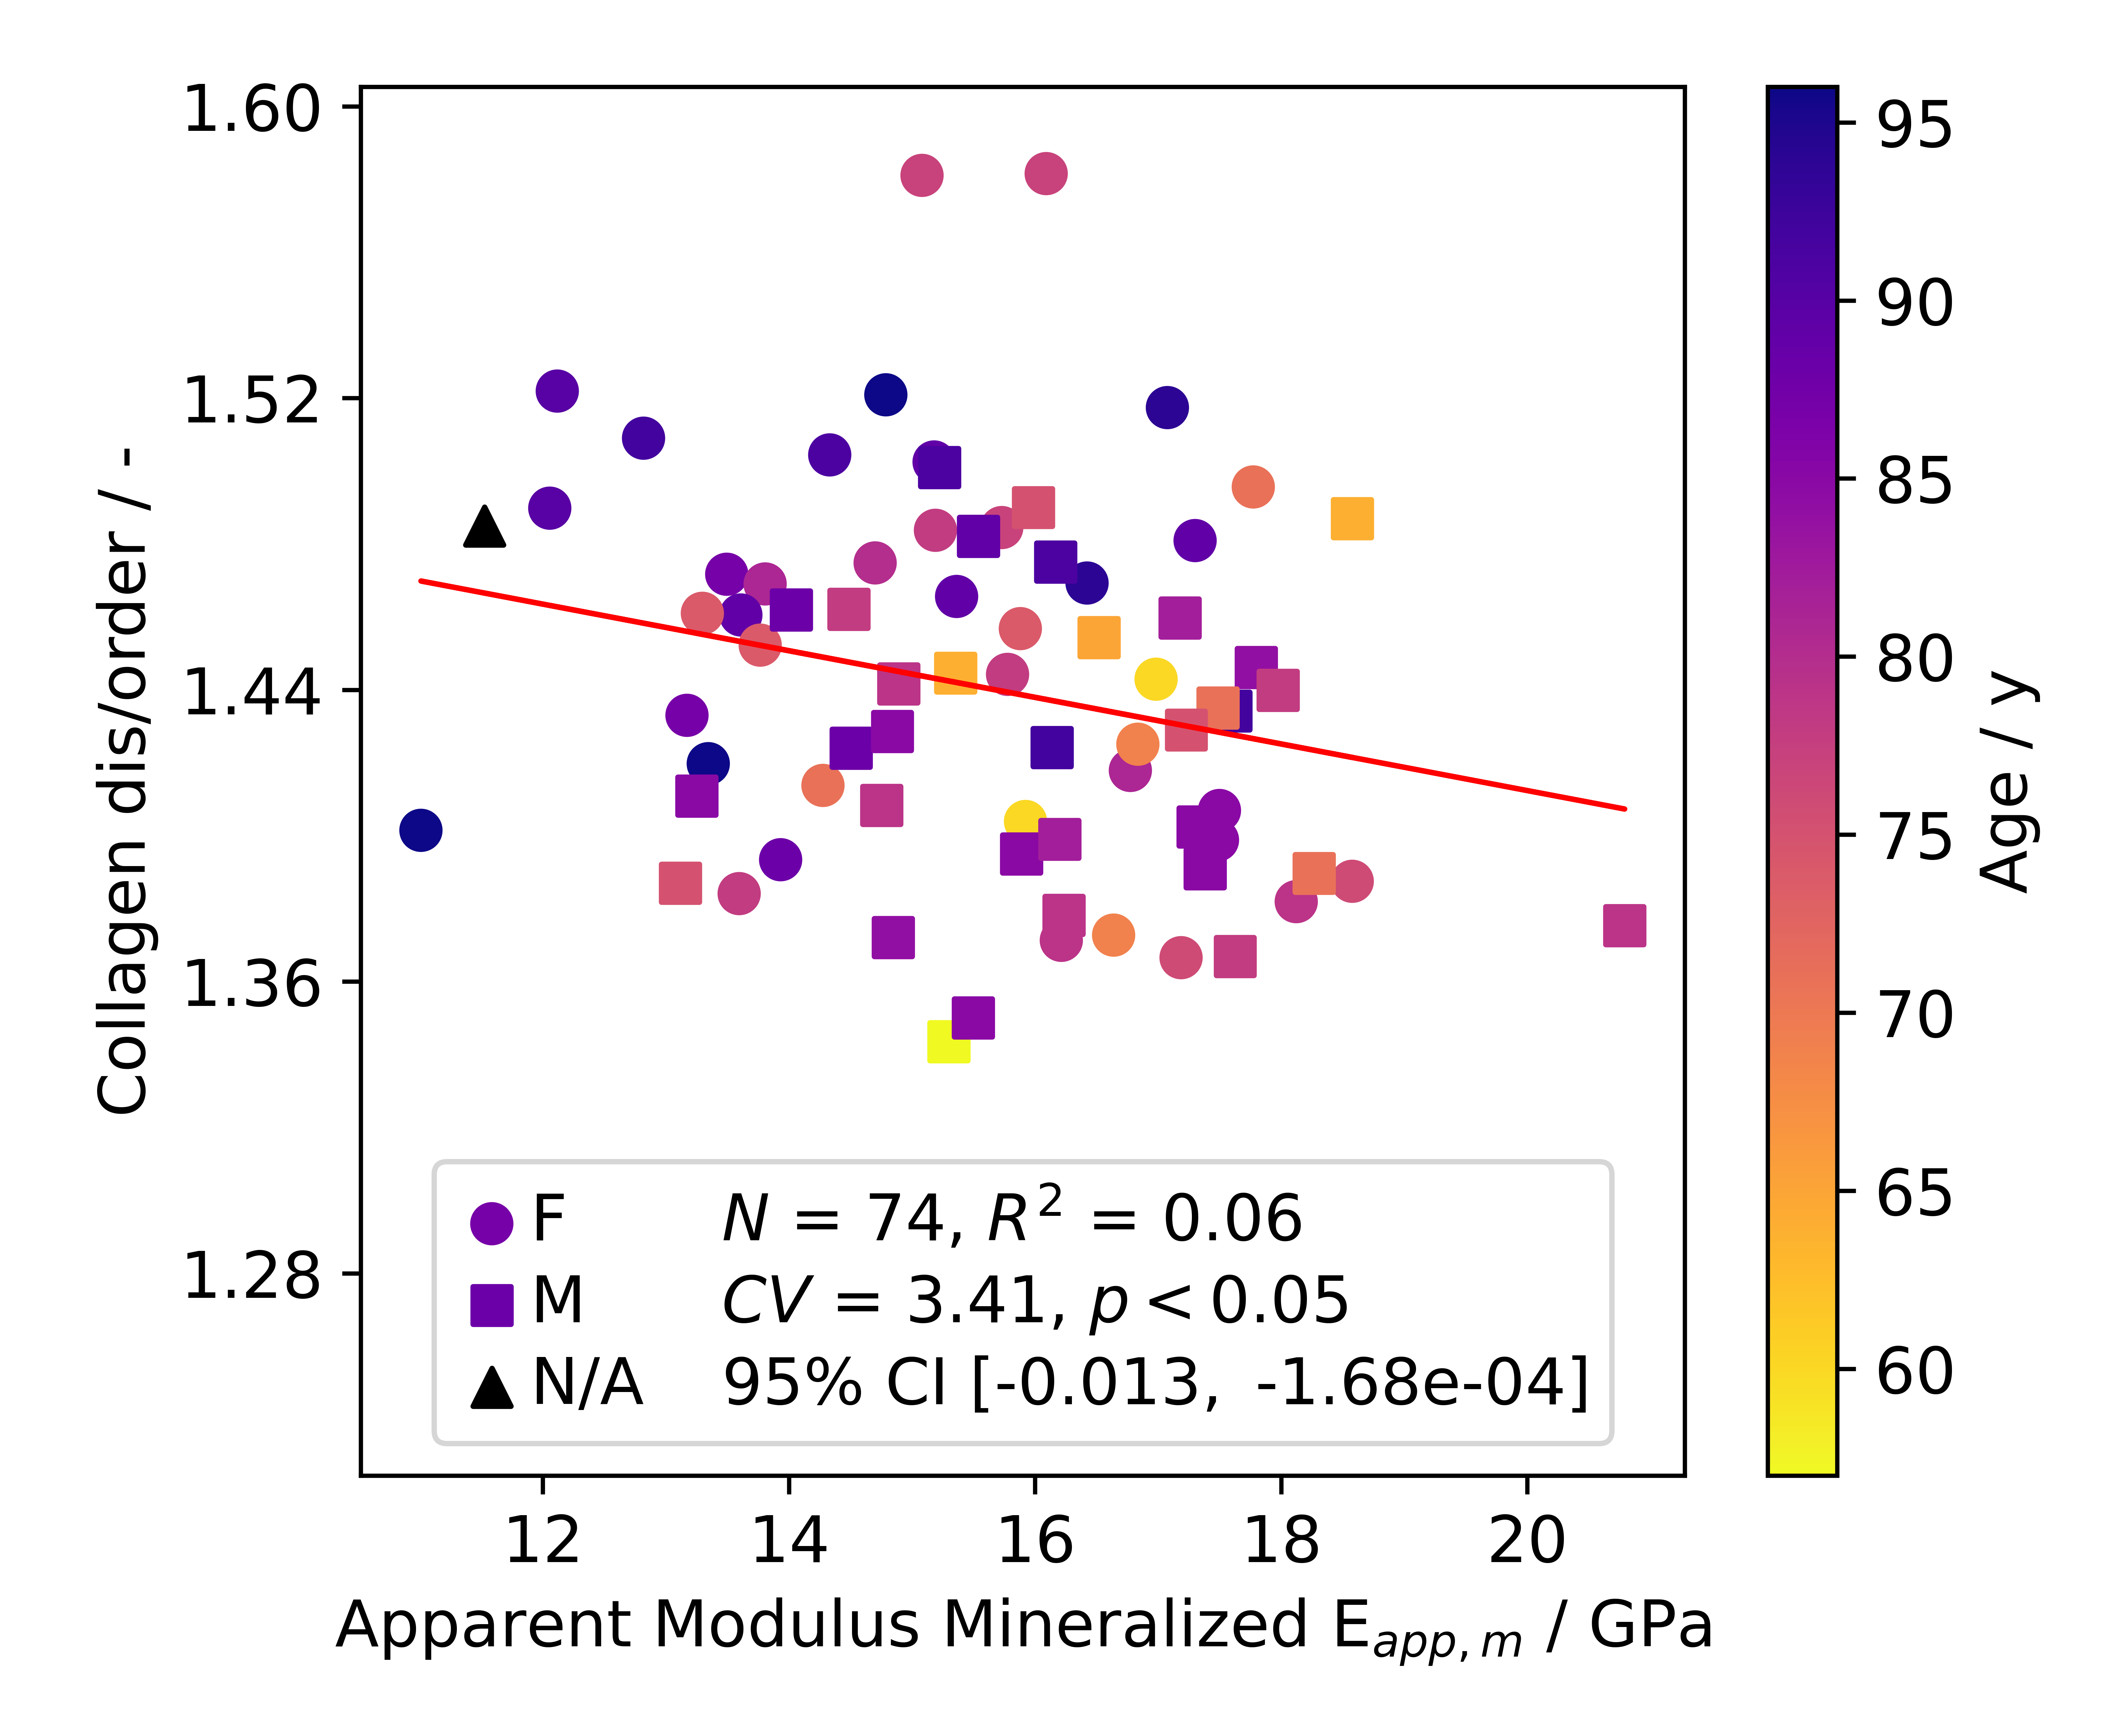 1.60
1.52
1.44
1.36
1.28
Collagen dis/order / -
F
M
N/A
N = 74, R² = 0.06
CV = 3.41, p < 0.05
95% CI [-0.013, -1.68e-04]
12 14 16 18 20
Apparent Modulus Mineralized E_app,m / GPa
95
90
85
80
75
70
65
60
Age / y